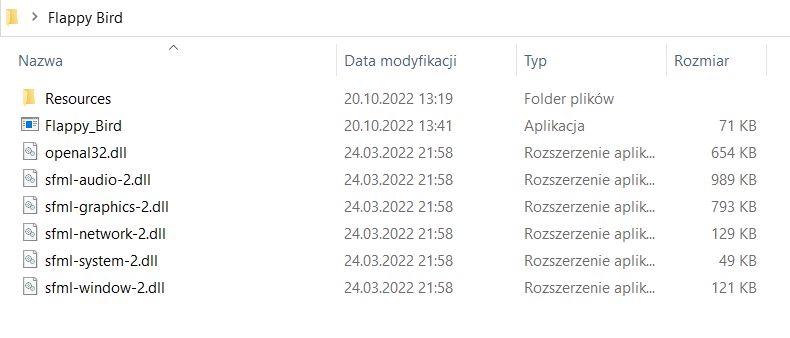 Flappy Bird
Nazwa Data modyfikacji Typ Rozmiar
Resources 20.10.2022 13:19 Folder plików
Flappy_Bird 20.10.2022 13:41 Aplikacja 71 KB
openal32.dll 24.03.2022 21:58 Rozszerzenie aplik... 654 KB
sfml-audio-2.dll 24.03.2022 21:58 Rozszerzenie aplik... 989 KB
sfml-graphics-2.dll 24.03.2022 21:58 Rozszerzenie aplik... 793 KB
sfml-network-2.dll 24.03.2022 21:58 Rozszerzenie aplik... 129 KB
sfml-system-2.dll 24.03.2022 21:58 Rozszerzenie aplik... 49 KB
sfml-window-2.dll 24.03.2022 21:58 Rozszerzenie aplik... 121 KB